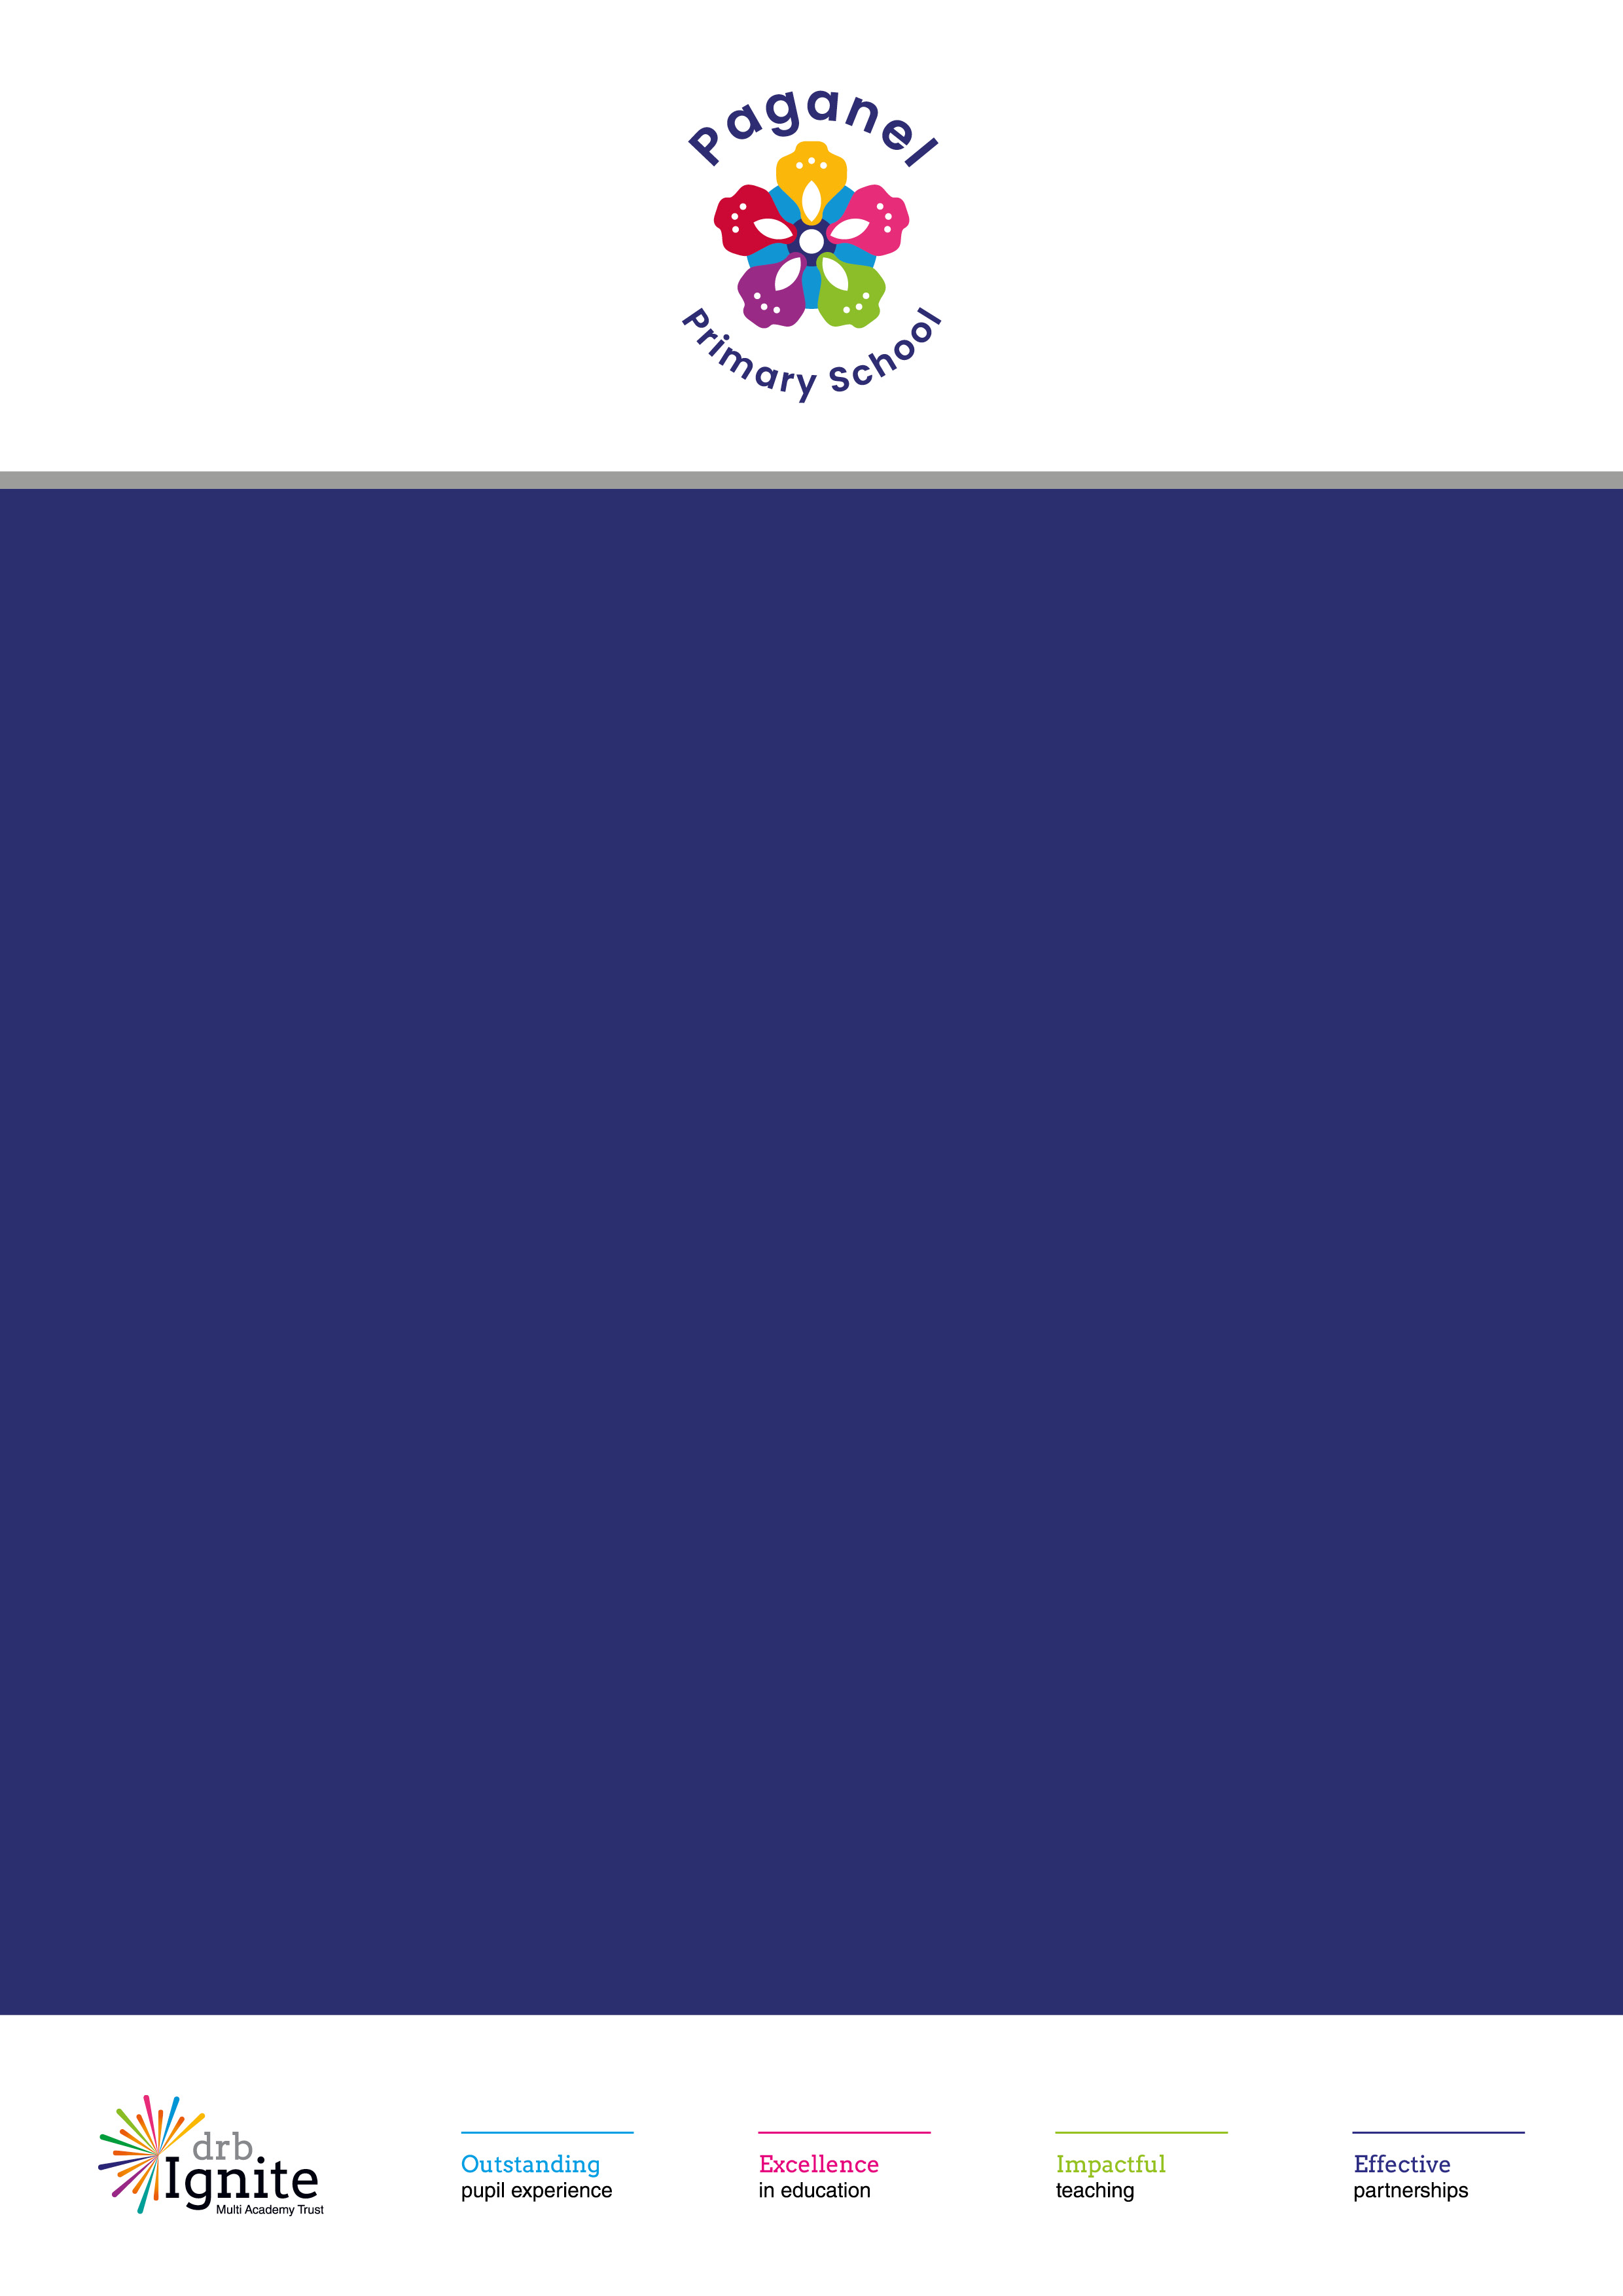 Paganel
Primary School
drb
Ignite
Multi Academy Trust
Outstanding
pupil experience
Excellence
in education
Impactful
teaching
Effective
partnerships